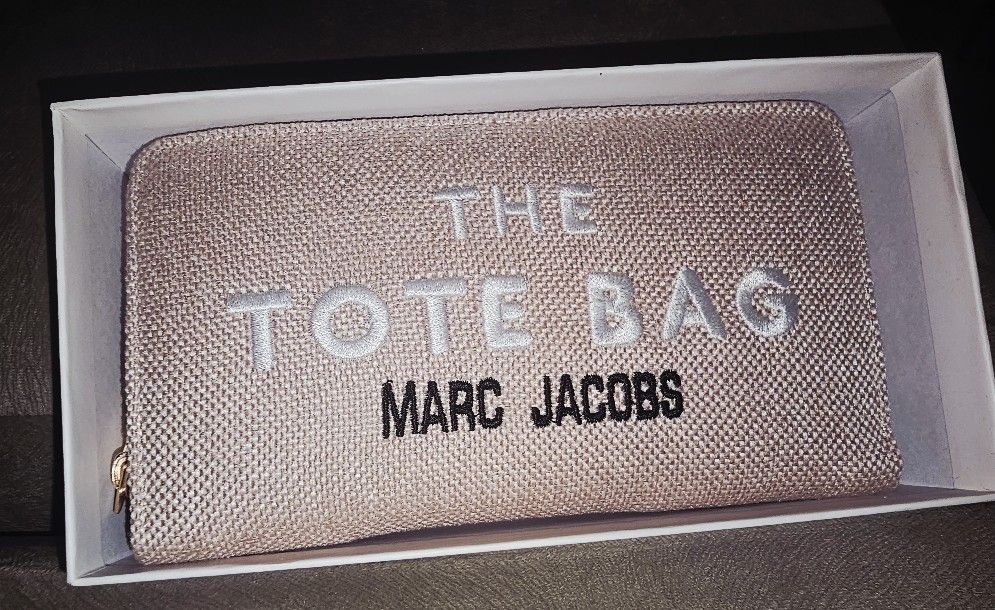 THE
TOTE BAG
MARC JACOBS